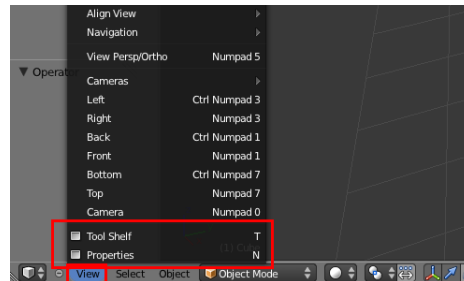 Align View
Navigation
View Persp/Ortho Numpad 5
▼ Operator
Cameras
Left Ctrl Numpad 3
Right Numpad 3
Back Ctrl Numpad 1
Front Numpad 1
Bottom Ctrl Numpad 7
Top Numpad 7
Camera Numpad 0
Tool Shelf T
(1) Cube
Properties N
View Select Object Object Mode